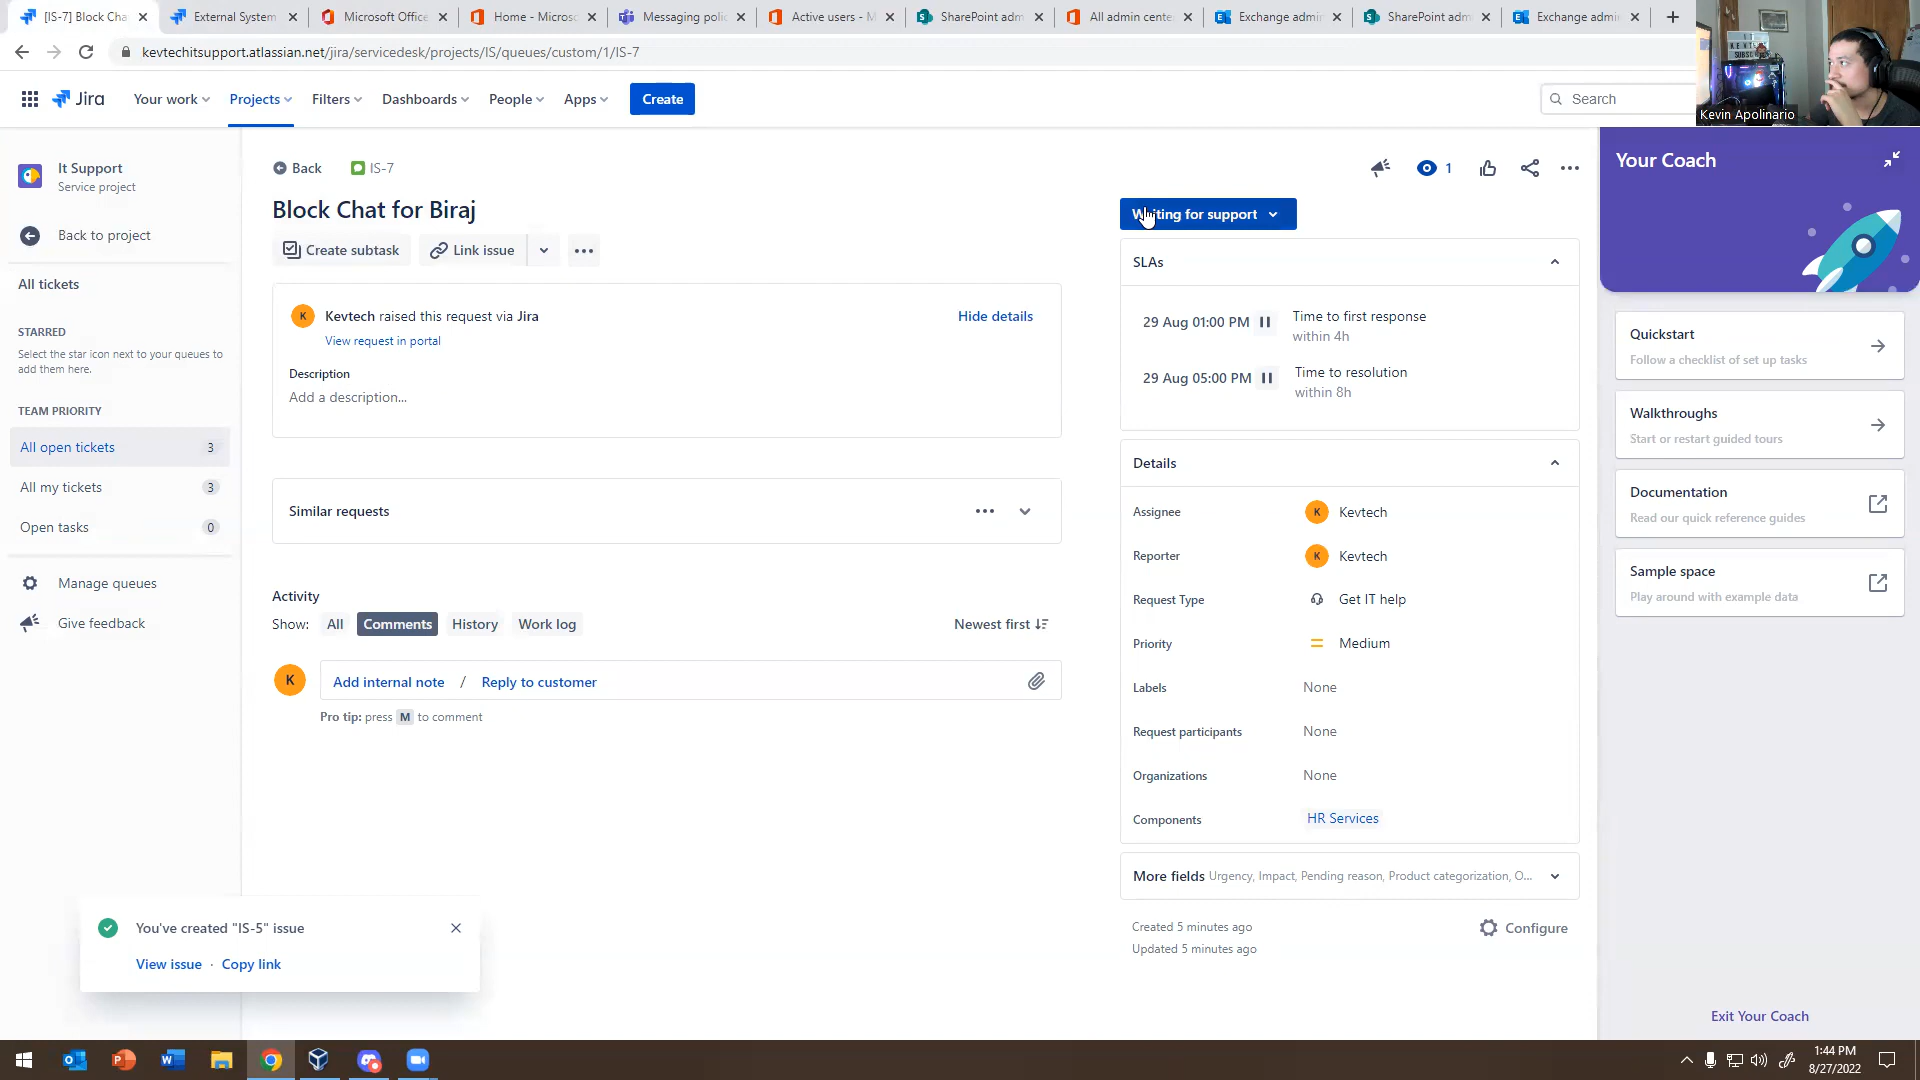 [IS-7] Block Cha
External System
Microsoft Office
Home - Microso
Messaging polic
Active users - M
SharePoint adm
All admin cente
Exchange admi
SharePoint adm
Exchange admi
kevtechitsupport.atlassian.net/jira/servicedesk/projects/IS/queues/custom/1/IS-7
Kevin Apolinario
Jira
Your work
Projects
Filters
Dashboards
People
Apps
Create
Search
It Support
Service project
Back to project
All tickets
STARRED
Select the star icon next to your queues to
add them here.
TEAM PRIORITY
All open tickets 3
All my tickets 3
Open tasks 0
Manage queues
Give feedback
Back
IS-7
1
Block Chat for Biraj
Create subtask
Link issue
K
Kevtech raised this request via Jira
Hide details
View request in portal
Description
Add a description...
Similar requests
Activity
Show: All Comments History Work log
Newest first
K
Add internal note / Reply to customer
Pro tip: press M to comment
Waiting for support
SLAs
29 Aug 01:00 PM Time to first response
within 4h
29 Aug 05:00 PM Time to resolution
within 8h
Details
Assignee K Kevtech
Reporter K Kevtech
Request Type Get IT help
Priority Medium
Labels None
Request participants None
Organizations None
Components HR Services
More fields Urgency, Impact, Pending reason, Product categorization, O...
Created 5 minutes ago
Updated 5 minutes ago
Configure
Your Coach
Quickstart
Follow a checklist of set up tasks
Walkthroughs
Start or restart guided tours
Documentation
Read our quick reference guides
Sample space
Play around with example data
Exit Your Coach
You've created "IS-5" issue
View issue · Copy link
1:44 PM
8/27/2022